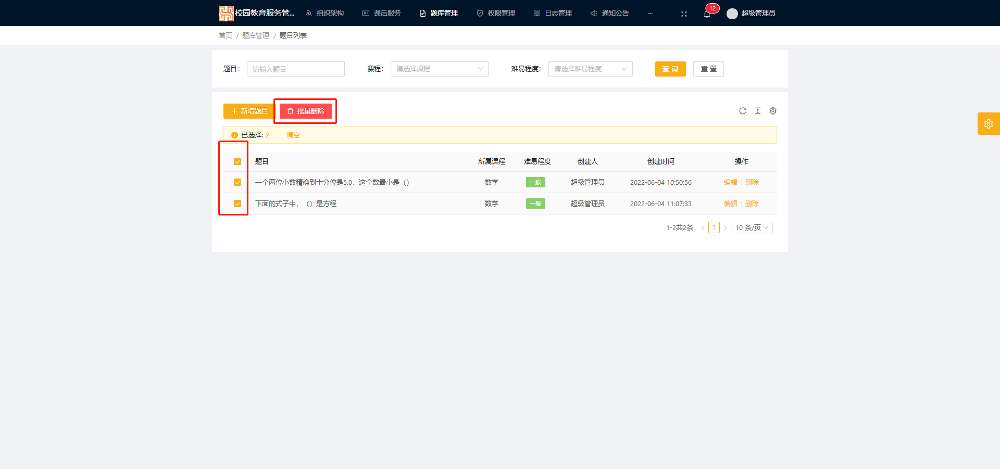 校园教育服务管... 组织架构 课后服务 题库管理 权限管理 日志管理 通知公告 ... 12 超级管理员
首页 / 题库管理 / 题目列表
题目： 请输入题目 课程： 请选择课程 难易程度： 请选择难易程度 查 询 重 置
新增题目 批量删除
已选择: 2 清空
题目 所属课程 难易程度 创建人 创建时间 操作
一个两位小数精确到十分位是5.0，这个数最小是（） 数学 一般 超级管理员 2022-06-04 10:50:56 编辑 删除
下面的式子中，（）是方程 数学 一般 超级管理员 2022-06-04 11:07:33 编辑 删除
1-2共2条 < 1 > 10 条/页